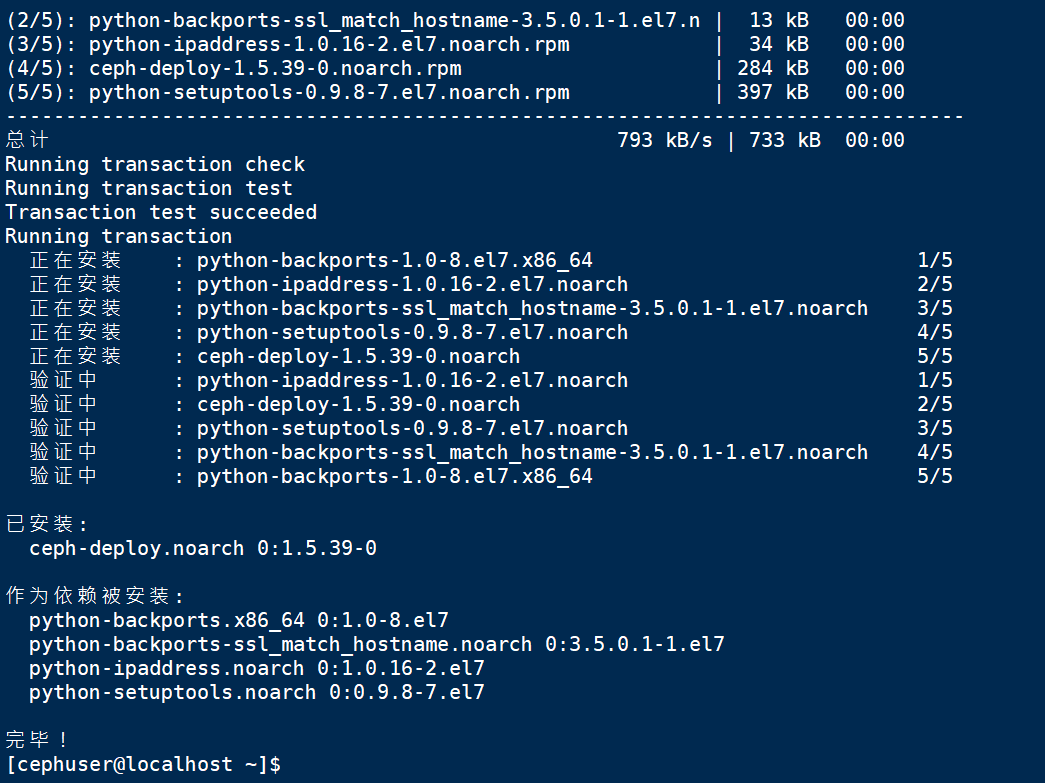 (2/5): python-backports-ssl_match_hostname-3.5.0.1-1.el7.n |  13 kB   00:00
(3/5): python-ipaddress-1.0.16-2.el7.noarch.rpm            |  34 kB   00:00
(4/5): ceph-deploy-1.5.39-0.noarch.rpm                     | 284 kB   00:00
(5/5): python-setuptools-0.9.8-7.el7.noarch.rpm            | 397 kB   00:00
--------------------------------------------------------------------------------
总计                                               793 kB/s | 733 kB  00:00
Running transaction check
Running transaction test
Transaction test succeeded
Running transaction
  正在安装    : python-backports-1.0-8.el7.x86_64                           1/5
  正在安装    : python-ipaddress-1.0.16-2.el7.noarch                        2/5
  正在安装    : python-backports-ssl_match_hostname-3.5.0.1-1.el7.noarch    3/5
  正在安装    : python-setuptools-0.9.8-7.el7.noarch                        4/5
  正在安装    : ceph-deploy-1.5.39-0.noarch                                 5/5
  验证中      : python-ipaddress-1.0.16-2.el7.noarch                        1/5
  验证中      : ceph-deploy-1.5.39-0.noarch                                 2/5
  验证中      : python-setuptools-0.9.8-7.el7.noarch                        3/5
  验证中      : python-backports-ssl_match_hostname-3.5.0.1-1.el7.noarch    4/5
  验证中      : python-backports-1.0-8.el7.x86_64                           5/5

已安装:
  ceph-deploy.noarch 0:1.5.39-0

作为依赖被安装:
  python-backports.x86_64 0:1.0-8.el7
  python-backports-ssl_match_hostname.noarch 0:3.5.0.1-1.el7
  python-ipaddress.noarch 0:1.0.16-2.el7
  python-setuptools.noarch 0:0.9.8-7.el7

完毕！
[cephuser@localhost ~]$